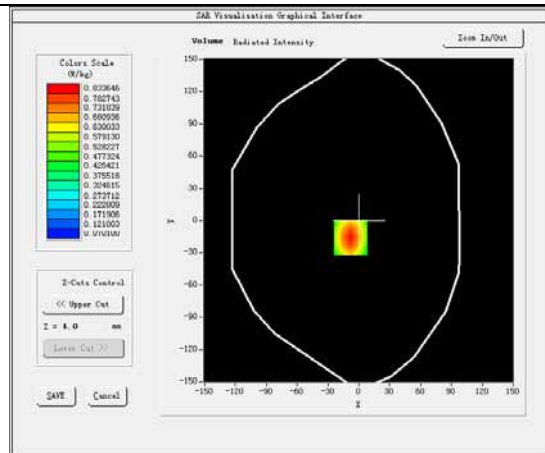 SAR Visualisation Graphical Interface
Volume Radiated Intensity
Zoom In/Out
Colors Scale
(W/kg)
0.833646
0.782743
0.731839
0.680936
0.630033
0.579130
0.528227
0.477324
0.426421
0.375518
0.324615
0.273712
0.222809
0.171906
0.121003
0.070100
Z-Cuts Control
<< Upper Cut
Z = 4.0 mm
Lower Cut >>
SAVE Cancel
150
120
90
60
30
0
-30
-60
-90
-120
-150
Y
-150 -120 -90 -60 -30 0 30 60 90 120 150
X